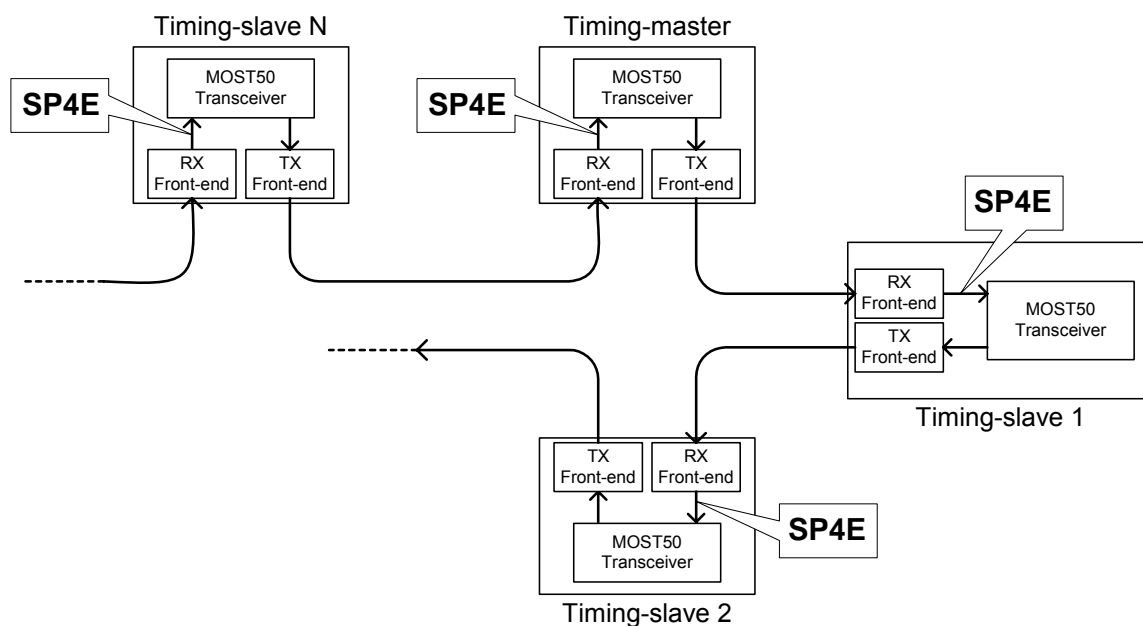 Timing-slave N
MOST50
Transceiver
SP4E
RX
Front-end
TX
Front-end
Timing-master
MOST50
Transceiver
SP4E
RX
Front-end
TX
Front-end
SP4E
RX
Front-end
MOST50
Transceiver
TX
Front-end
Timing-slave 1
TX
Front-end
RX
Front-end
SP4E
MOST50
Transceiver
Timing-slave 2